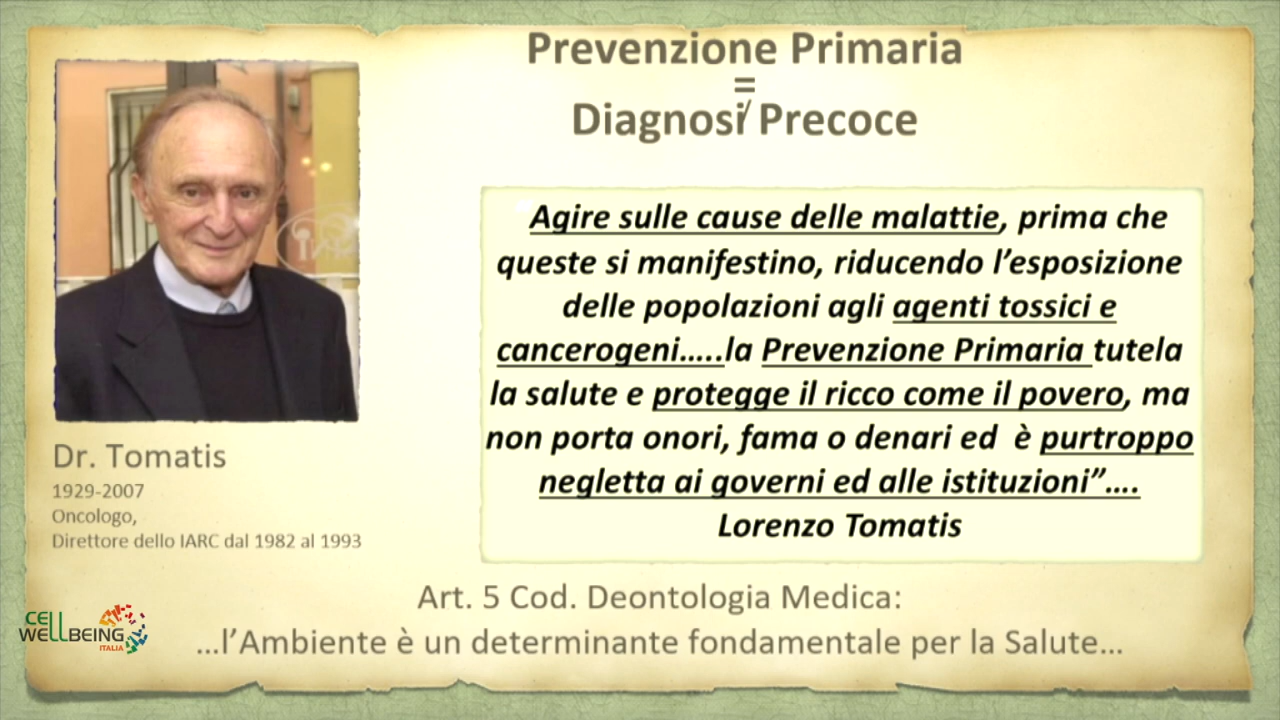 Prevenzione Primaria
=
/
Diagnosi Precoce
Agire sulle cause delle malattie, prima che
queste si manifestino, riducendo l'esposizione
delle popolazioni agli agenti tossici e
cancerogeni…..la Prevenzione Primaria tutela
la salute e protegge il ricco come il povero, ma
non porta onori, fama o denari ed è purtroppo
negletta ai governi ed alle istituzioni”….
Lorenzo Tomatis
Dr. Tomatis
1929-2007
Oncologo,
Direttore dello IARC dal 1982 al 1993
Art. 5 Cod. Deontologia Medica:
…l'Ambiente è un determinante fondamentale per la Salute…
CELL
WELLBEING
ITALIA